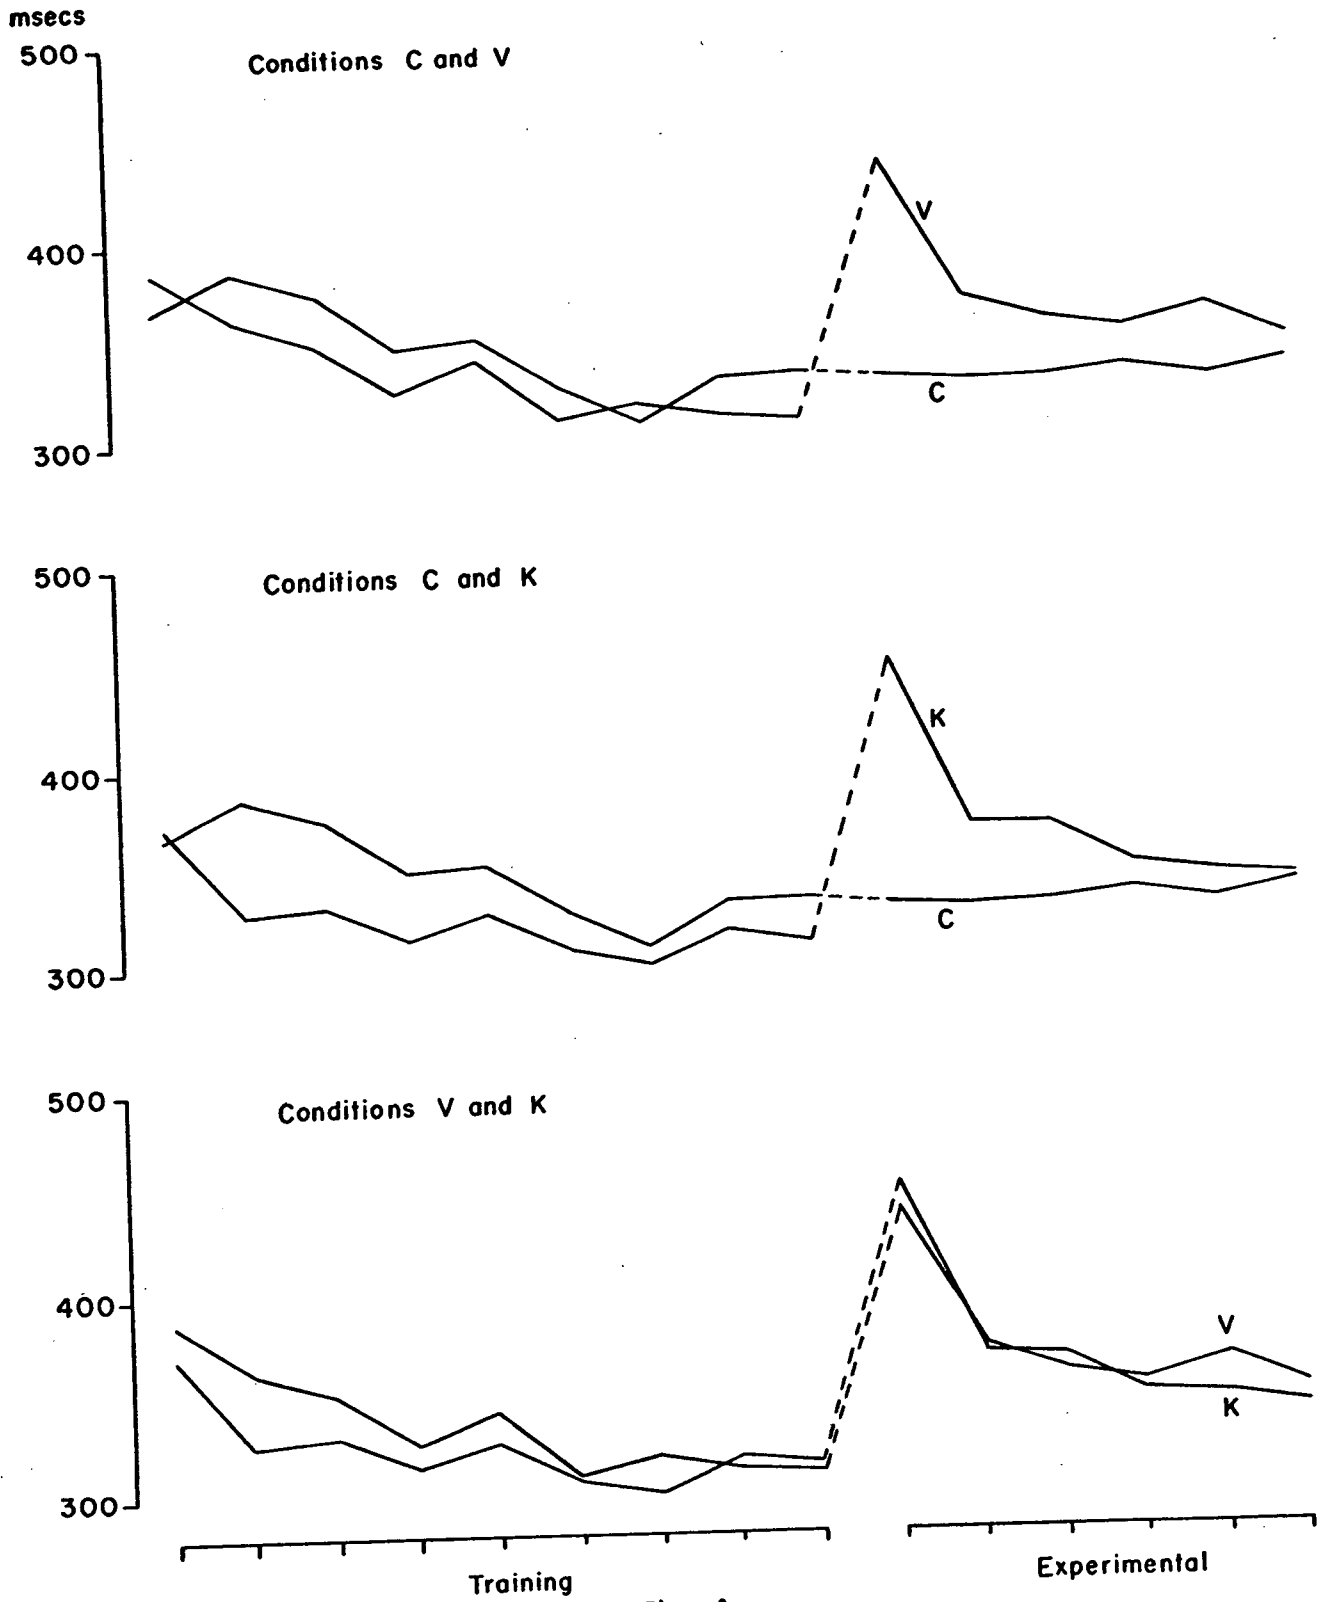 msecs
500
Conditions C and V
V
400
C
300
500
Conditions C and K
K
400
C
300
500
Conditions V and K
400
V
K
300
Training
Experimental